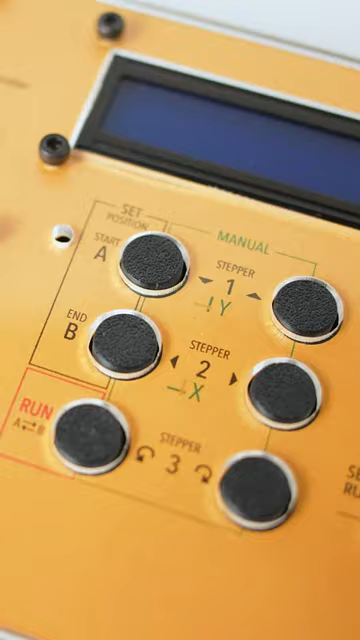 SET
POSITION
MANUAL
START
A
STEPPER
1
Y
END
B
STEPPER
2
X
RUN
A⇄B
STEPPER
3